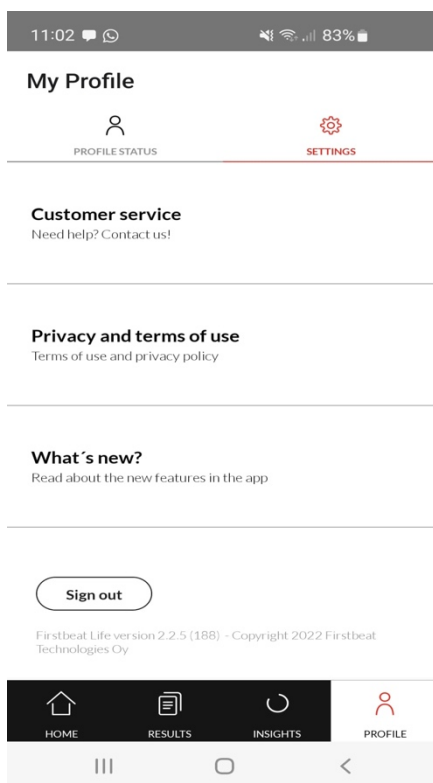 11:02 83%
My Profile
PROFILE STATUS SETTINGS
Customer service
Need help? Contact us!
Privacy and terms of use
Terms of use and privacy policy
What´s new?
Read about the new features in the app
Sign out
Firstbeat Life version 2.2.5 (188) - Copyright 2022 Firstbeat
Technologies Oy
HOME RESULTS INSIGHTS PROFILE